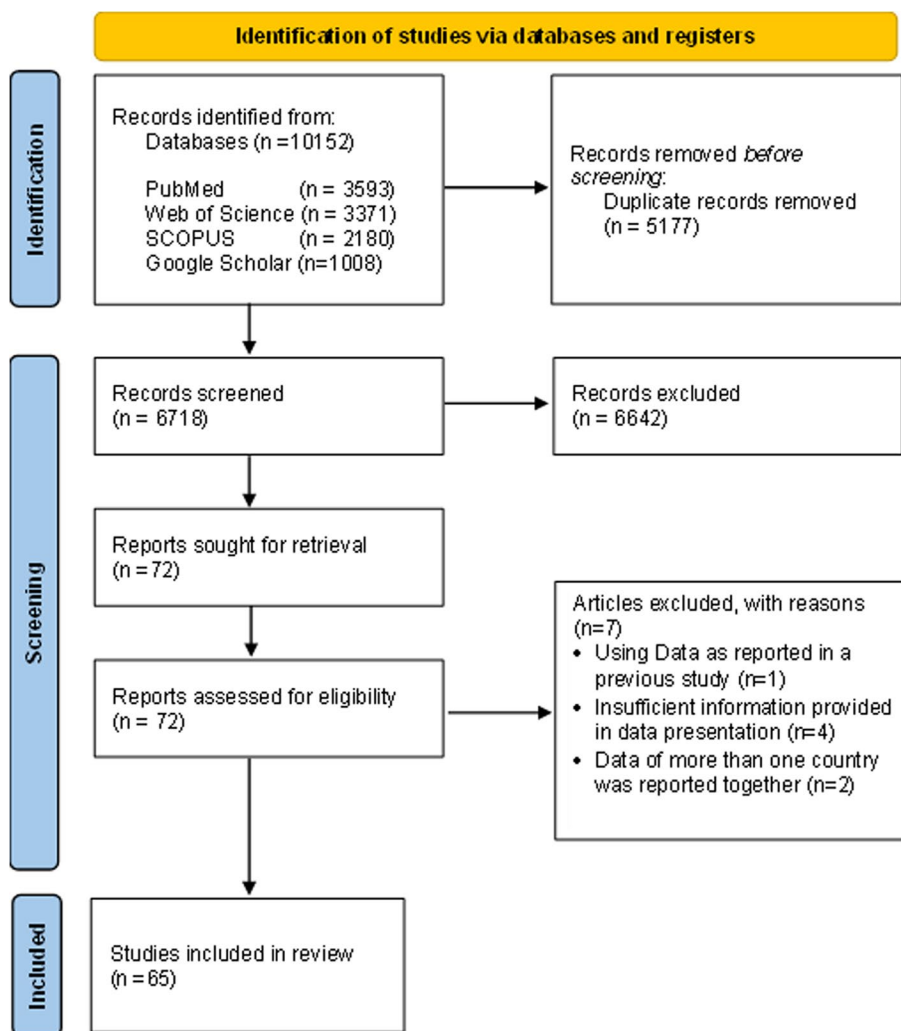 Identification of studies via databases and registers
Identification
Records identified from:
Databases (n =10152)
PubMed (n = 3593)
Web of Science (n = 3371)
SCOPUS (n = 2180)
Google Scholar (n=1008)
Records removed before
screening:
Duplicate records removed
(n = 5177)
Screening
Records screened
(n = 6718)
Records excluded
(n = 6642)
Reports sought for retrieval
(n = 72)
Reports assessed for eligibility
(n = 72)
Articles excluded, with reasons
(n=7)
• Using Data as reported in a
previous study (n=1)
• Insufficient information provided
in data presentation (n=4)
• Data of more than one country
was reported together (n=2)
Included
Studies included in review
(n = 65)